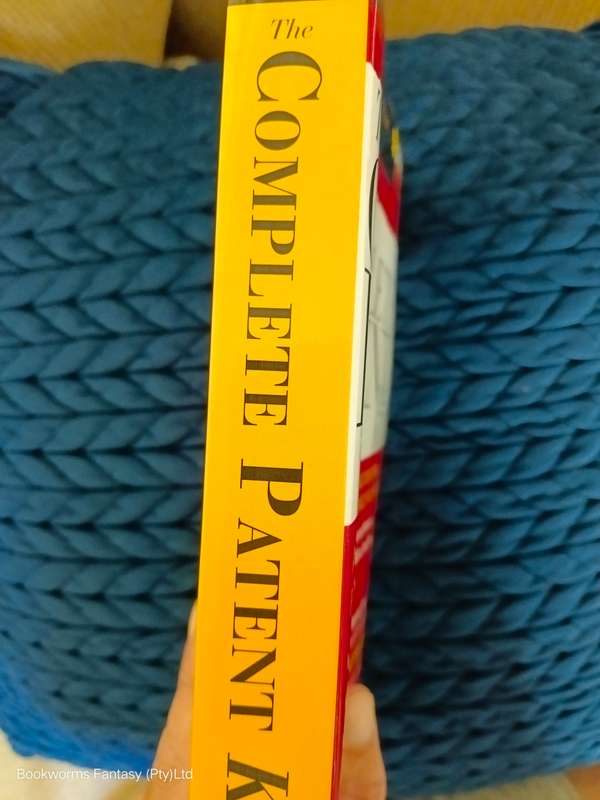 The
COMPLETE PATENT K
Bookworms Fantasy (Pty)Ltd